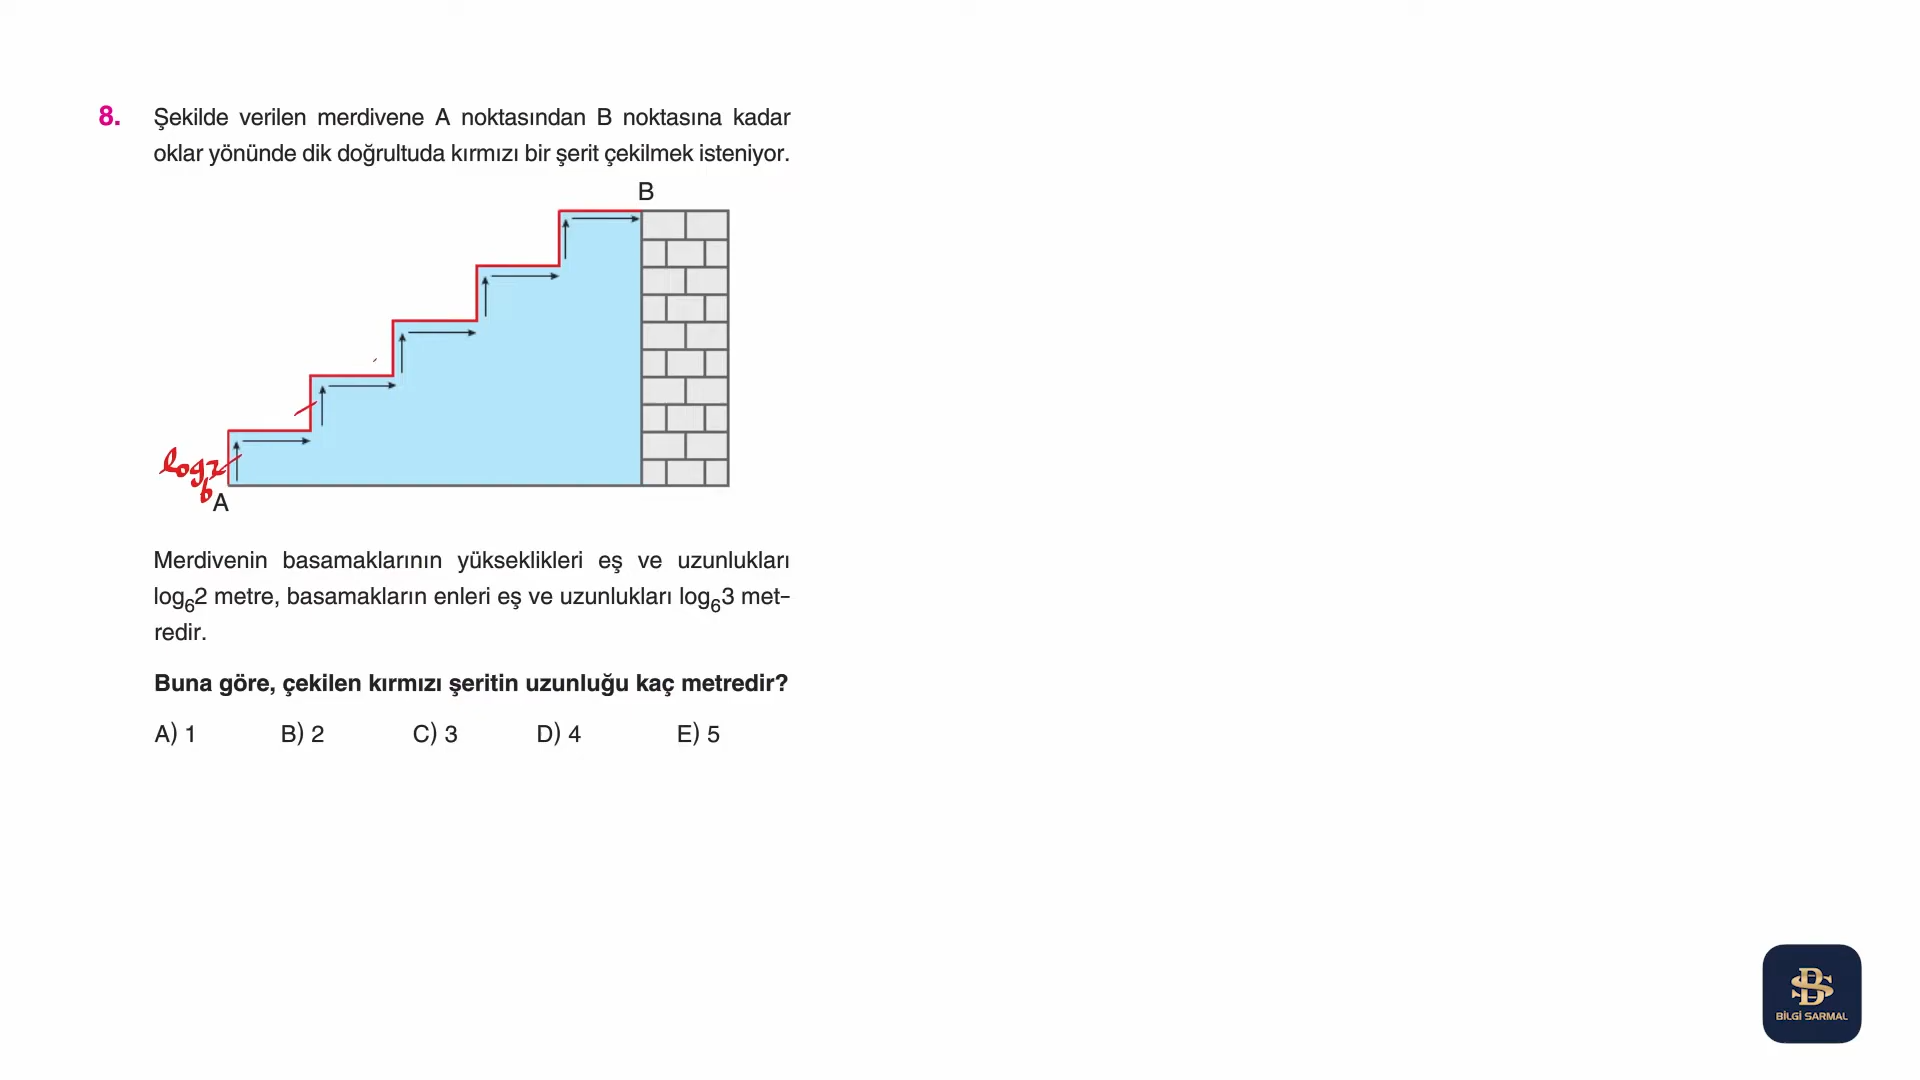 8. Şekilde verilen merdivene A noktasından B noktasına kadar
oklar yönünde dik doğrultuda kırmızı bir şerit çekilmek isteniyor.
B
log₆2
A
Merdivenin basamaklarının yükseklikleri eş ve uzunlukları
log₆2 metre, basamakların enleri eş ve uzunlukları log₆3 met-
redir.
Buna göre, çekilen kırmızı şeritin uzunluğu kaç metredir?
A) 1 B) 2 C) 3 D) 4 E) 5
BİLGİ SARMAL